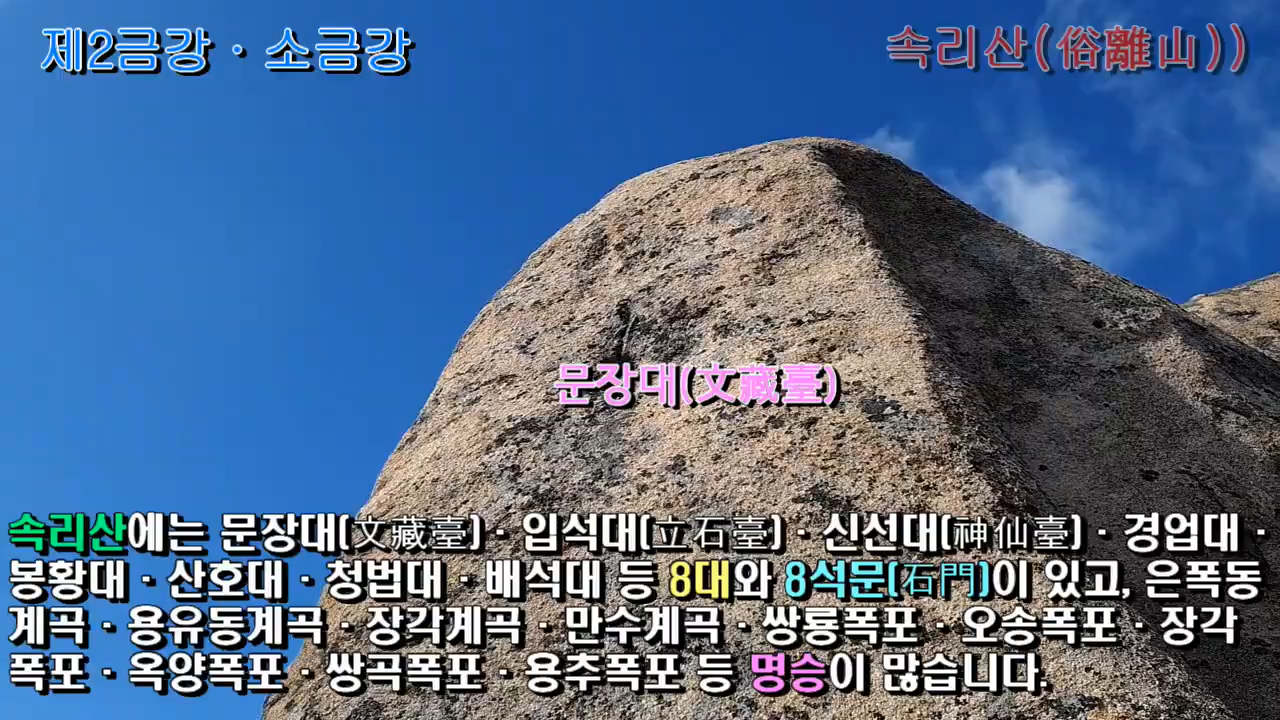 제2금강 · 소금강
속리산(俗離山))
문장대(文藏臺)
속리산에는 문장대(文藏臺) · 입석대(立石臺) · 신선대(神仙臺) · 경업대 ·
봉황대 · 산호대 · 청법대 · 배석대 등 8대와 8석문(石門)이 있고, 은폭동
계곡 · 용유동계곡 · 장각계곡 · 만수계곡 · 쌍룡폭포 · 오송폭포 · 장각
폭포 · 옥양폭포 · 쌍곡폭포 · 용추폭포 등 명승이 많습니다.